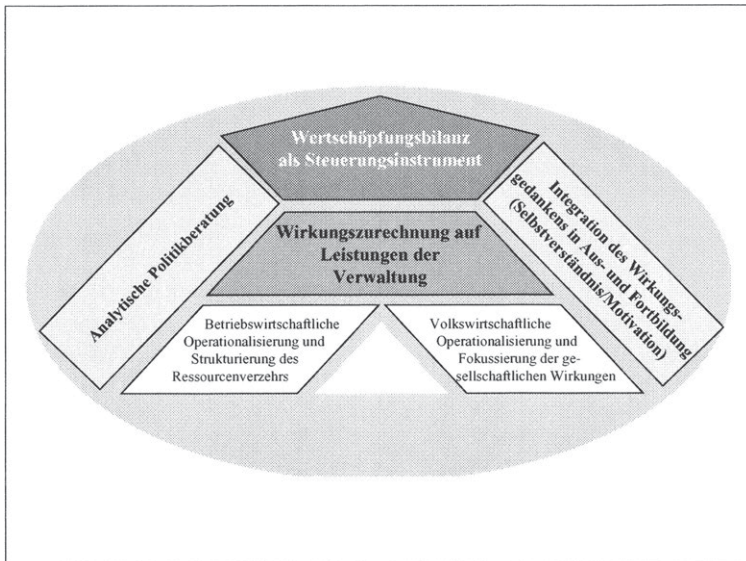 Wertschöpfungsbilanz
als Steuerungsinstrument
Analytische Politikberatung
Wirkungszurechnung auf
Leistungen der
Verwaltung
Integration des Wirkungs-
gedankens in Aus- und Fortbildung
(Selbstverständnis/Motivation)
Betriebswirtschaftliche
Operationalisierung und
Strukturierung des
Ressourcenverzehrs
Volkswirtschaftliche
Operationalisierung und
Fokussierung der ge-
sellschaftlichen Wirkungen